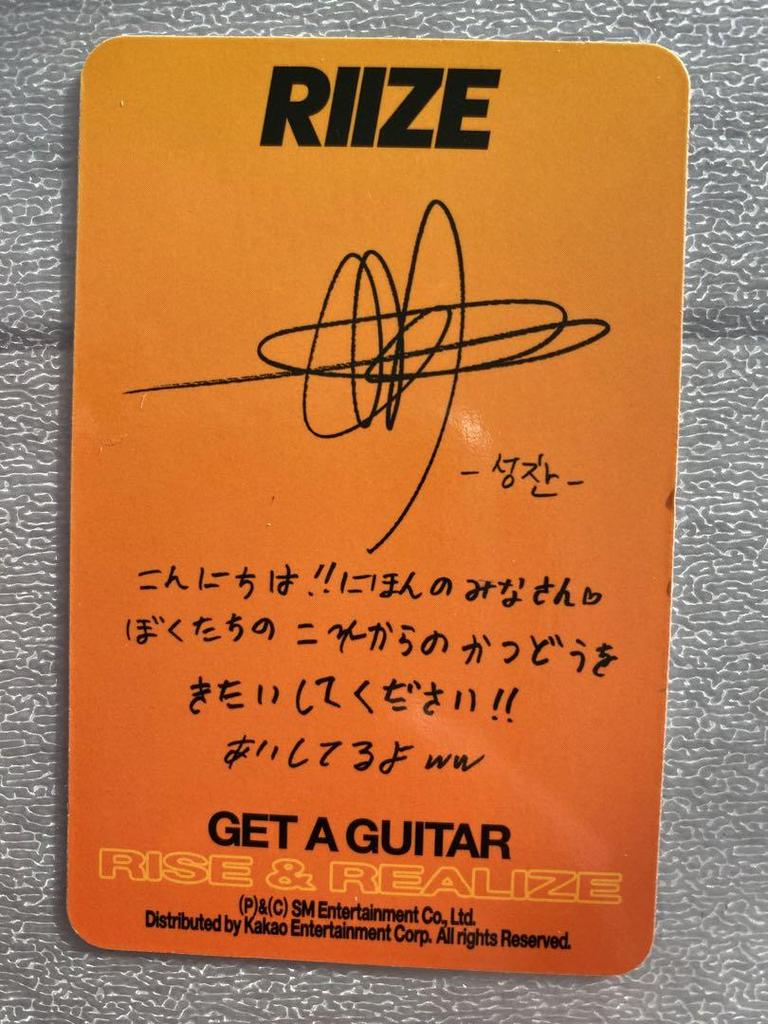 RIIZE
-성찬-
こんにちは!!にほんのみなさん♡
ぼくたちの これからの かつどうを
きたいしてください!!
あいしてるよ ww
GET A GUITAR
RISE & REALIZE
(P)&(C) SM Entertainment Co., Ltd.
Distributed by Kakao Entertainment Corp. All rights Reserved.